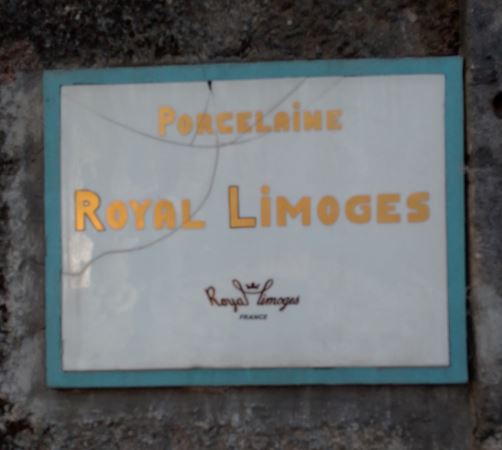 PORCELAiNE
ROYAL LiMOGES
Royal Limoges
FRANCE